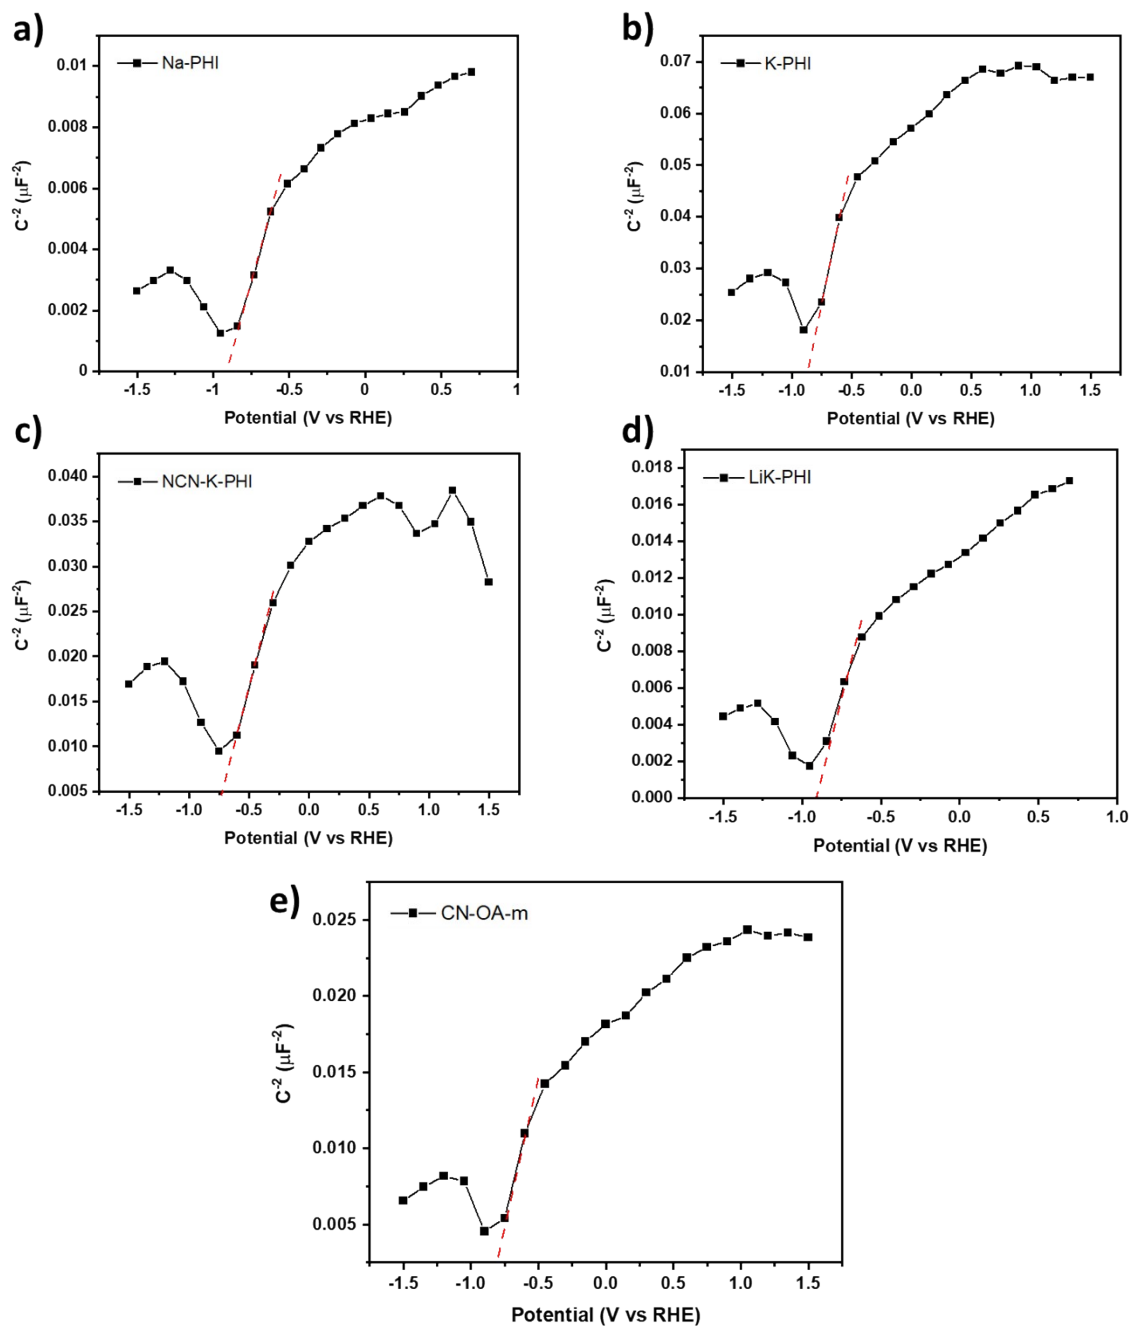 a)
Na-PHI
0.01
0.008
0.006
0.004
0.002
0
C⁻² (μF⁻²)
-1.5 -1 -0.5 0 0.5 1
Potential (V vs RHE)
b)
K-PHI
0.07
0.06
0.05
0.04
0.03
0.02
0.01
C⁻² (μF⁻²)
-1.5 -1.0 -0.5 0.0 0.5 1.0 1.5
Potential (V vs RHE)
c)
NCN-K-PHI
0.040
0.035
0.030
0.025
0.020
0.015
0.010
0.005
C⁻² (μF⁻²)
-1.5 -1.0 -0.5 0.0 0.5 1.0 1.5
Potential (V vs RHE)
d)
LiK-PHI
0.018
0.016
0.014
0.012
0.010
0.008
0.006
0.004
0.002
0.000
C⁻² (μF⁻²)
-1.5 -1.0 -0.5 0.0 0.5 1.0
Potential (V vs RHE)
e)
CN-OA-m
0.025
0.020
0.015
0.010
0.005
C⁻² (μF⁻²)
-1.5 -1.0 -0.5 0.0 0.5 1.0 1.5
Potential (V vs RHE)